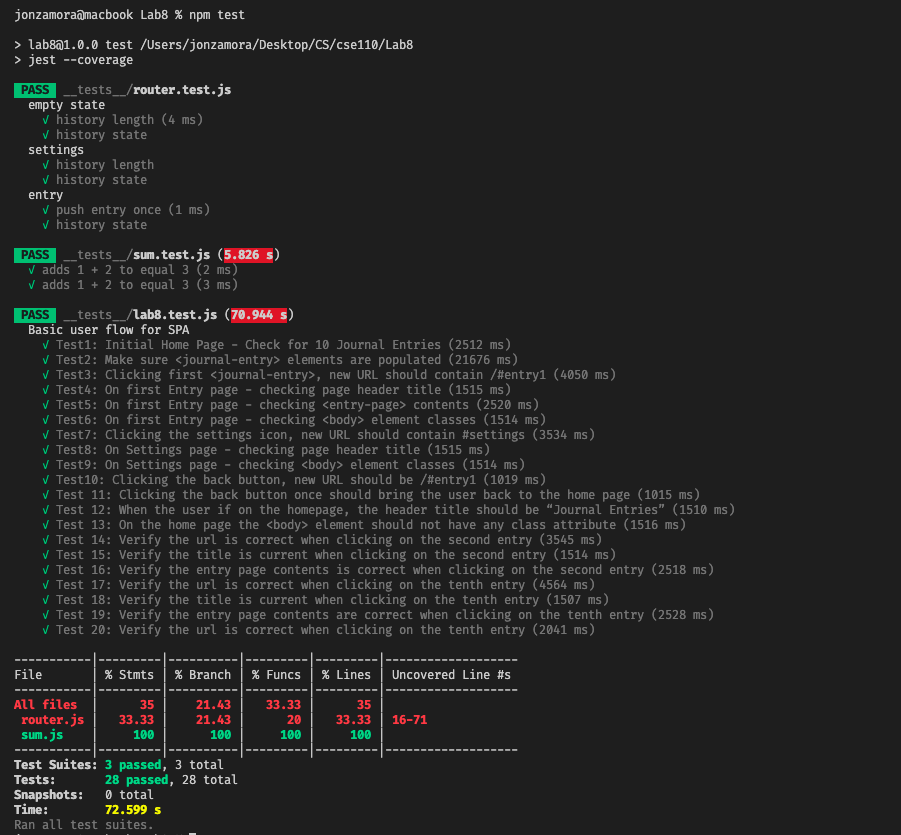 jonzamora@macbook Lab8 % npm test
> lab8@1.0.0 test /Users/jonzamora/Desktop/CS/cse110/Lab8
> jest --coverage
PASS __tests__/router.test.js
empty state
√ history length (4 ms)
√ history state
settings
√ history length
√ history state
entry
√ push entry once (1 ms)
√ history state
PASS __tests__/sum.test.js (5.826 s)
√ adds 1 + 2 to equal 3 (2 ms)
√ adds 1 + 2 to equal 3 (3 ms)
PASS __tests__/lab8.test.js (70.944 s)
Basic user flow for SPA
√ Test1: Initial Home Page - Check for 10 Journal Entries (2512 ms)
√ Test2: Make sure <journal-entry> elements are populated (21676 ms)
√ Test3: Clicking first <journal-entry>, new URL should contain /#entry1 (4050 ms)
√ Test4: On first Entry page - checking page header title (1515 ms)
√ Test5: On first Entry page - checking <entry-page> contents (2520 ms)
√ Test6: On first Entry page - checking <body> element classes (1514 ms)
√ Test7: Clicking the settings icon, new URL should contain #settings (3534 ms)
√ Test8: On Settings page - checking page header title (1515 ms)
√ Test9: On Settings page - checking <body> element classes (1514 ms)
√ Test10: Clicking the back button, new URL should be /#entry1 (1019 ms)
√ Test 11: Clicking the back button once should bring the user back to the home page (1015 ms)
√ Test 12: When the user if on the homepage, the header title should be “Journal Entries” (1510 ms)
√ Test 13: On the home page the <body> element should not have any class attribute (1516 ms)
√ Test 14: Verify the url is correct when clicking on the second entry (3545 ms)
√ Test 15: Verify the title is current when clicking on the second entry (1514 ms)
√ Test 16: Verify the entry page contents is correct when clicking on the second entry (2518 ms)
√ Test 17: Verify the url is correct when clicking on the tenth entry (4564 ms)
√ Test 18: Verify the title is current when clicking on the tenth entry (1507 ms)
√ Test 19: Verify the entry page contents are correct when clicking on the tenth entry (2528 ms)
√ Test 20: Verify the url is correct when clicking on the tenth entry (2041 ms)
-----------|---------|----------|---------|---------|-------------------
File | % Stmts | % Branch | % Funcs | % Lines | Uncovered Line #s
-----------|---------|----------|---------|---------|-------------------
All files | 35 | 21.43 | 33.33 | 35 |
router.js | 33.33 | 21.43 | 20 | 33.33 | 16-71
sum.js | 100 | 100 | 100 | 100 |
-----------|---------|----------|---------|---------|-------------------
Test Suites: 3 passed, 3 total
Tests: 28 passed, 28 total
Snapshots: 0 total
Time: 72.599 s
Ran all test suites.